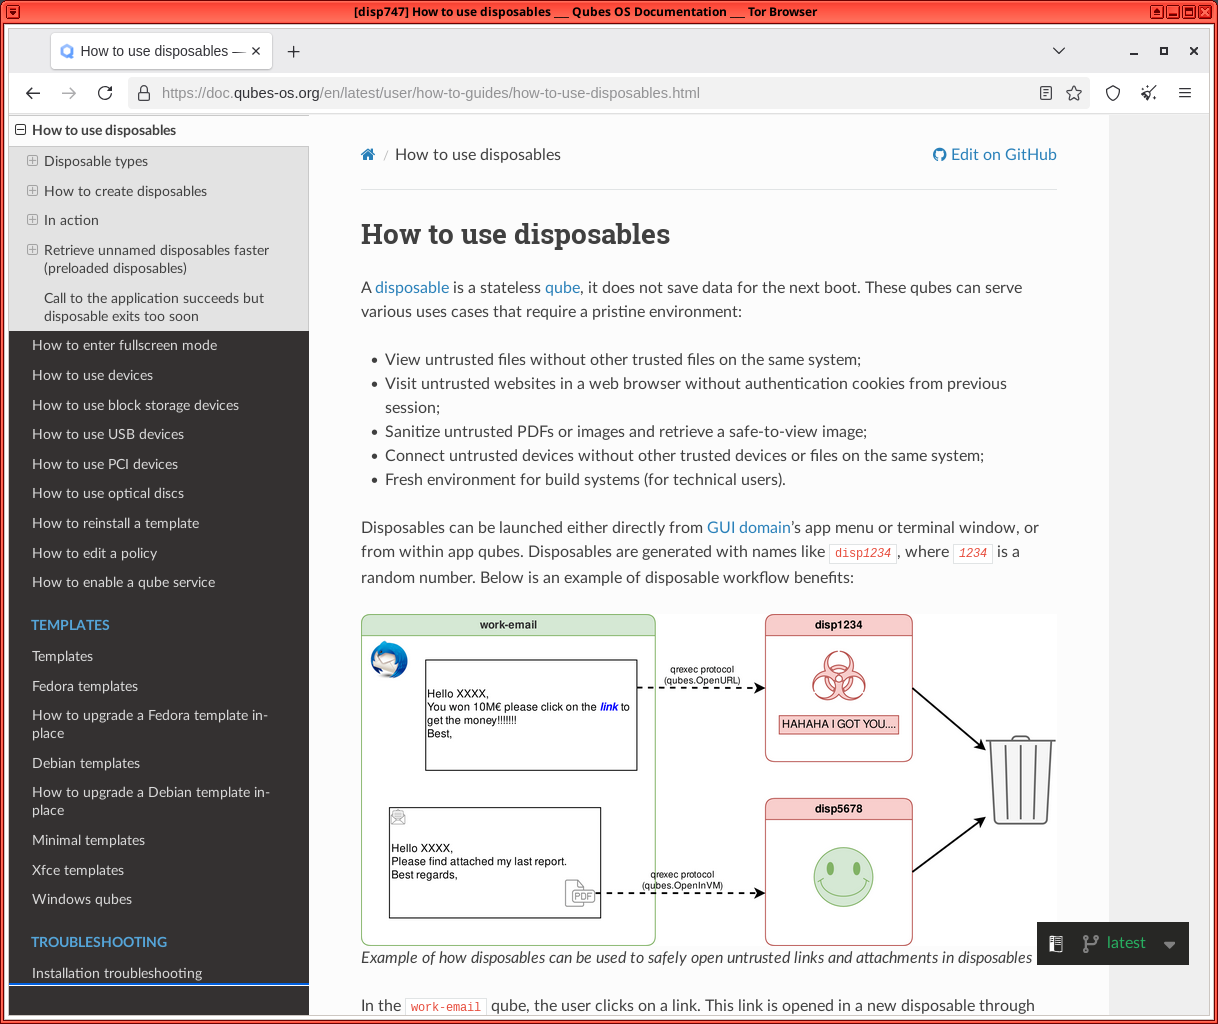 [disp747] How to use disposables __ Qubes OS Documentation __ Tor Browser
How to use disposables —
https://doc.qubes-os.org/en/latest/user/how-to-guides/how-to-use-disposables.html
How to use disposables
Disposable types
How to create disposables
In action
Retrieve unnamed disposables faster
(preloaded disposables)
Call to the application succeeds but
disposable exits too soon
How to enter fullscreen mode
How to use devices
How to use block storage devices
How to use USB devices
How to use PCI devices
How to use optical discs
How to reinstall a template
How to edit a policy
How to enable a qube service
TEMPLATES
Templates
Fedora templates
How to upgrade a Fedora template in-
place
Debian templates
How to upgrade a Debian template in-
place
Minimal templates
Xfce templates
Windows qubes
TROUBLESHOOTING
Installation troubleshooting
/ How to use disposables
Edit on GitHub
How to use disposables
A disposable is a stateless qube, it does not save data for the next boot. These qubes can serve
various uses cases that require a pristine environment:
• View untrusted files without other trusted files on the same system;
• Visit untrusted websites in a web browser without authentication cookies from previous
session;
• Sanitize untrusted PDFs or images and retrieve a safe-to-view image;
• Connect untrusted devices without other trusted devices or files on the same system;
• Fresh environment for build systems (for technical users).
Disposables can be launched either directly from GUI domain’s app menu or terminal window, or
from within app qubes. Disposables are generated with names like disp1234, where 1234 is a
random number. Below is an example of disposable workflow benefits:
work-email
Hello XXXX,
You won 10M€ please click on the link to
get the money!!!!!!!
Best,
qrexec protocol
(qubes.OpenURL)
disp1234
HAHAHA I GOT YOU....
Hello XXXX,
Please find attached my last report.
Best regards,
PDF
qrexec protocol
(qubes.OpenInVM)
disp5678
Example of how disposables can be used to safely open untrusted links and attachments in disposables
latest
In the work-email qube, the user clicks on a link. This link is opened in a new disposable through